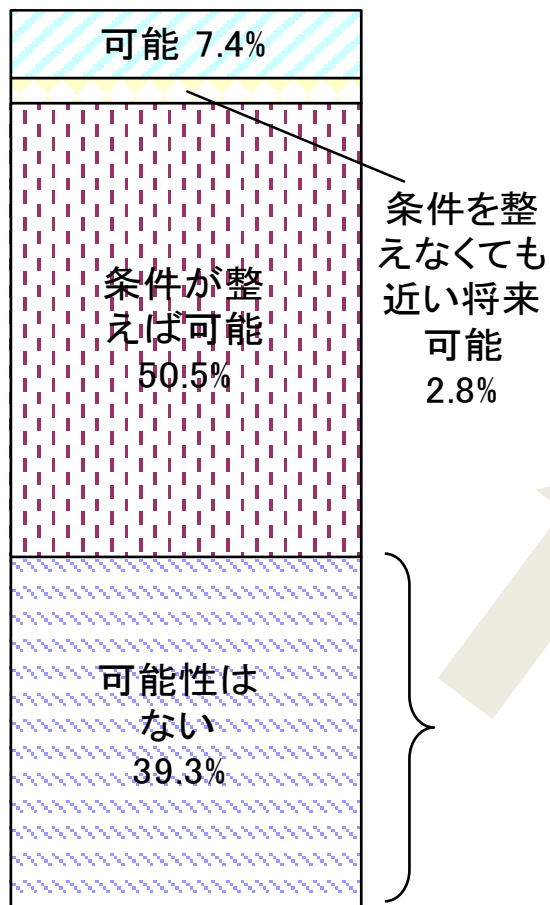 可能 7.4%
条件を整
えなくても
近い将来
可能
2.8%
条件が整
えば可能
50.5%
可能性は
ない
39.3%